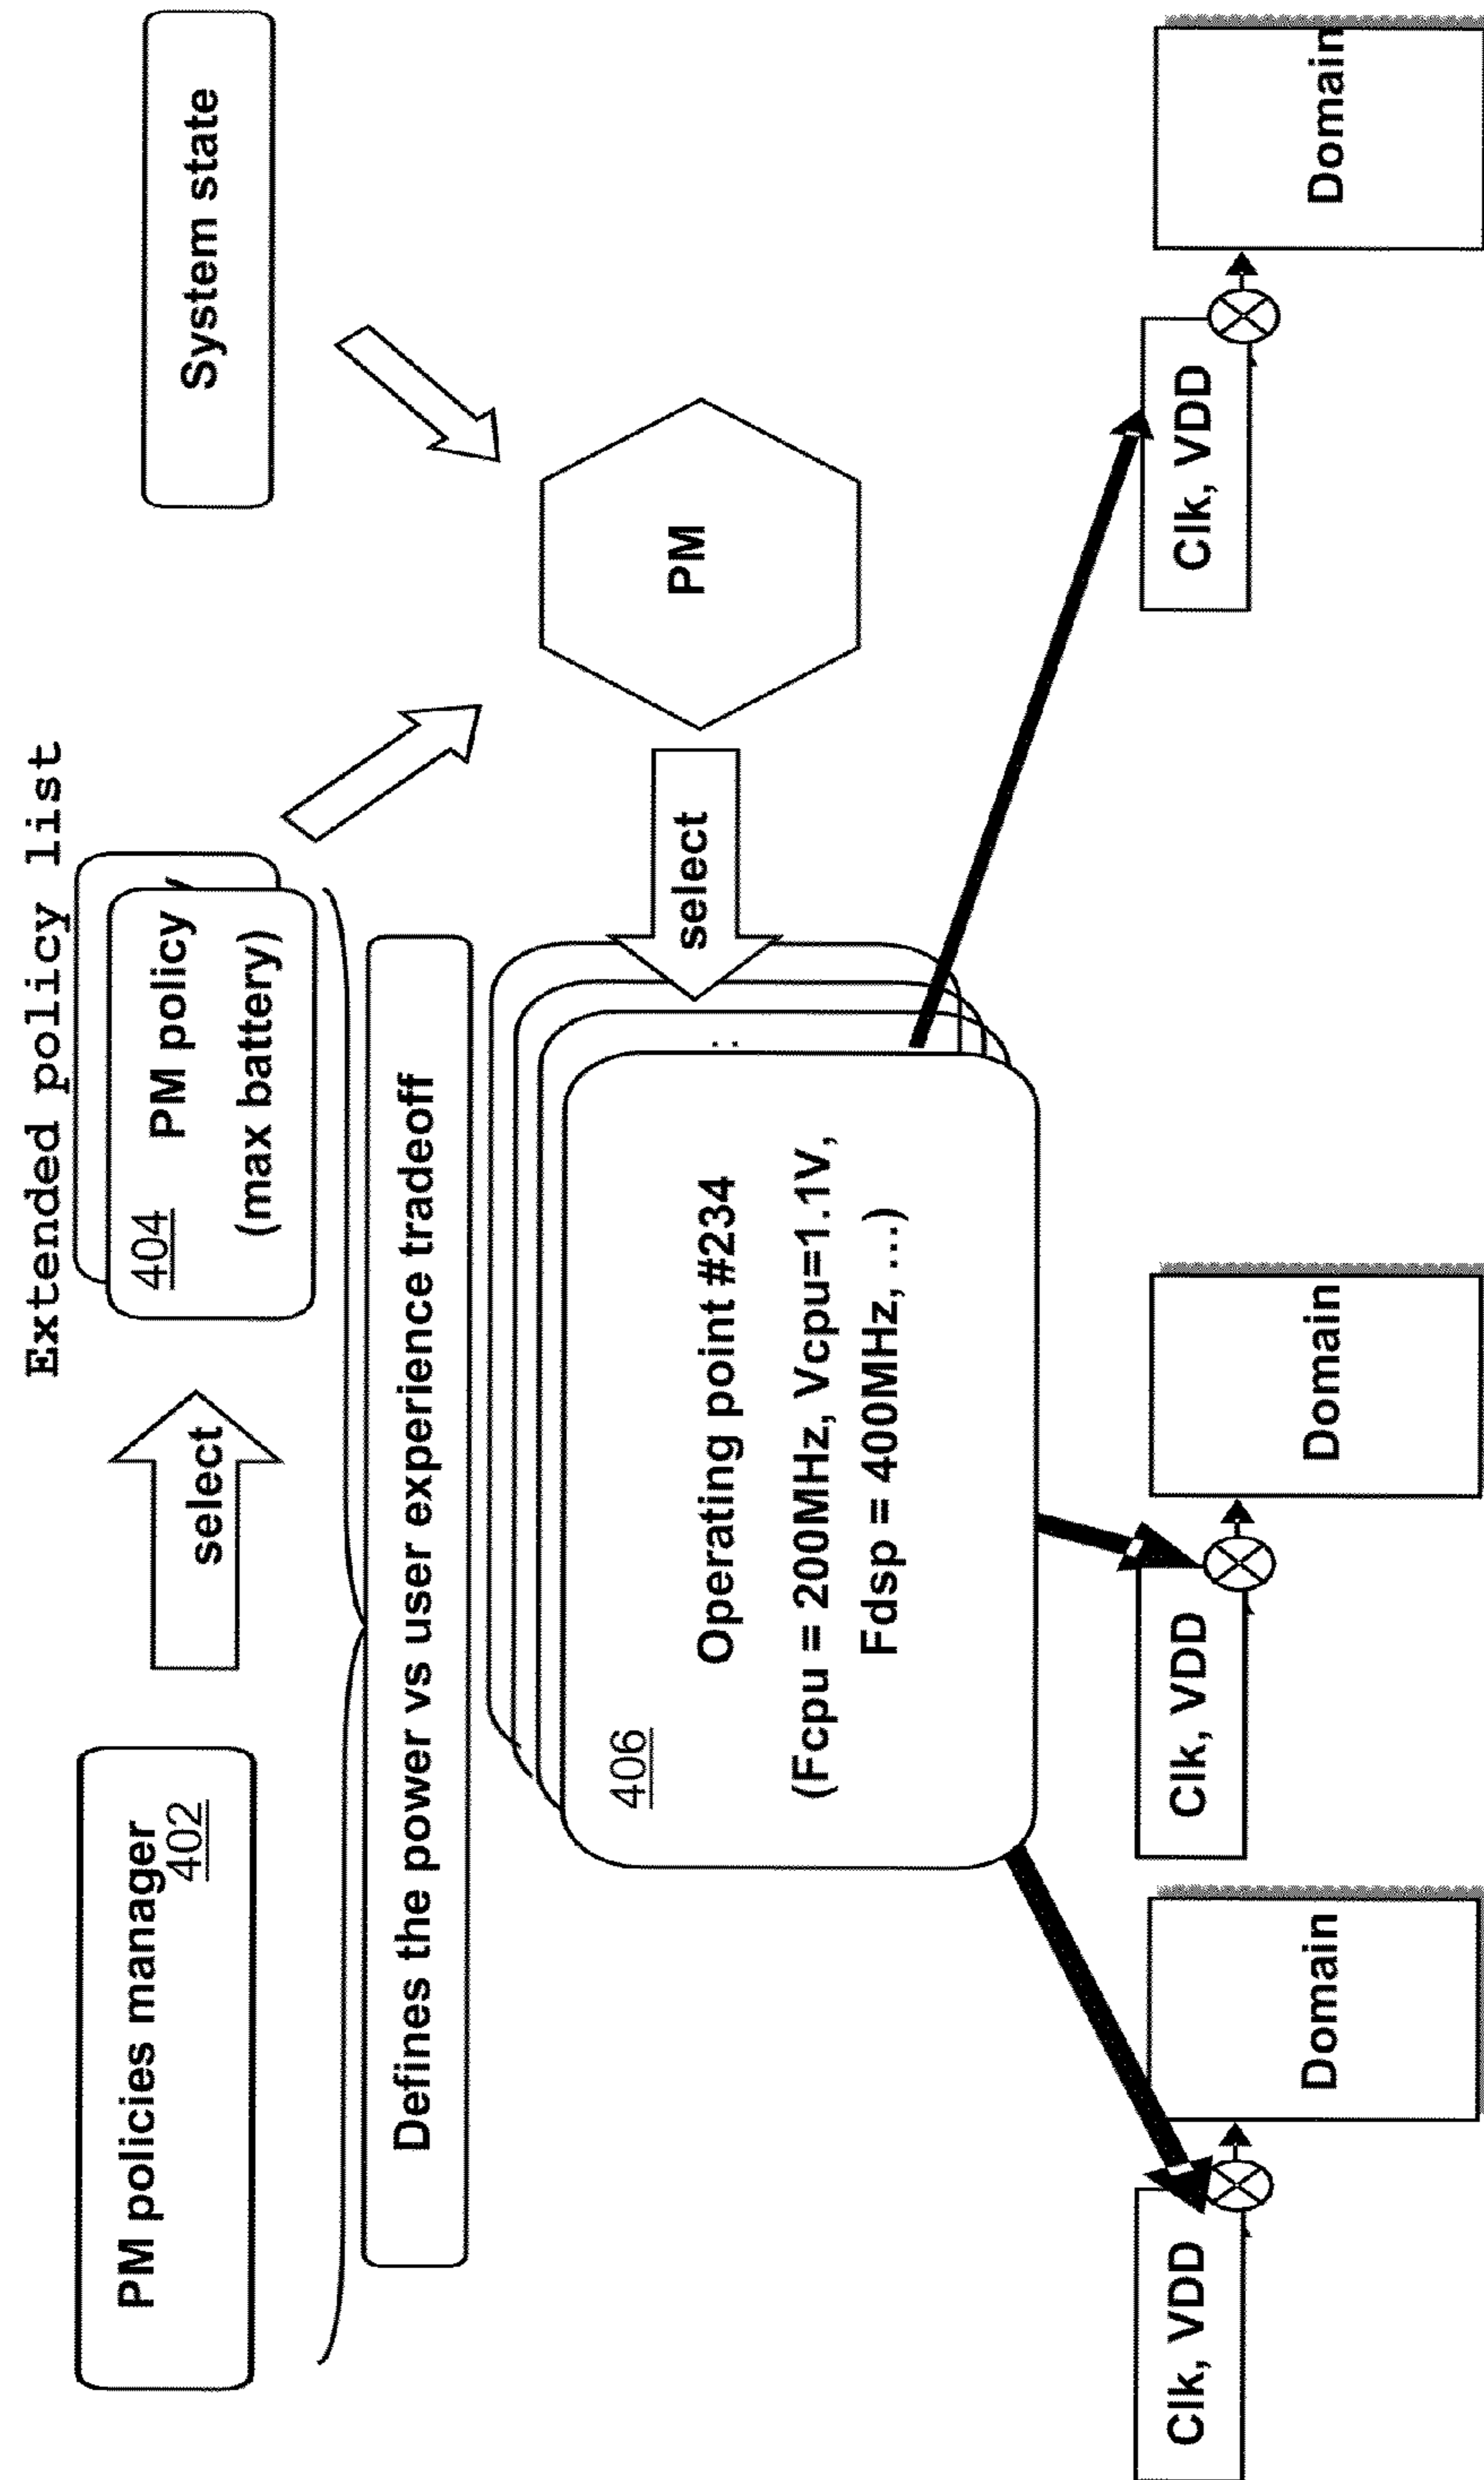 Extended policy list
PM policies manager
402
select
404
PM policy
(max battery)
System state
Defines the power vs user experience tradeoff
PM
select
406
Operating point #234
(Fcpu = 200MHz, Vcpu=1.1V,
Fdsp = 400MHz, ...)
Clk, VDD
Domain
Clk, VDD
Domain
Clk, VDD
Domain